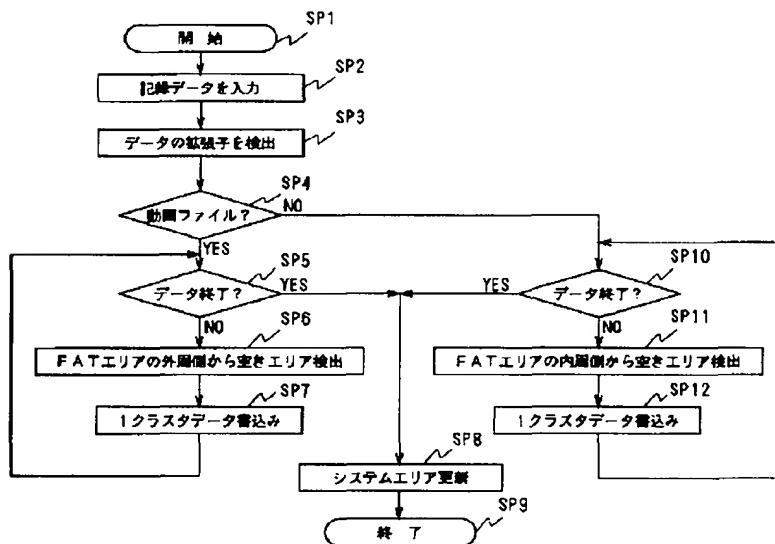 SP1
開 始
SP2
記録データを入力
SP3
データの拡張子を検出
SP4
動画ファイル?
NO
YES
SP5
データ終了?
YES
NO
SP6
FATエリアの外周側から空きエリア検出
SP7
1クラスタデータ書込み
SP10
データ終了?
YES
NO
SP11
FATエリアの内周側から空きエリア検出
SP12
1クラスタデータ書込み
SP8
システムエリア更新
SP9
終 了